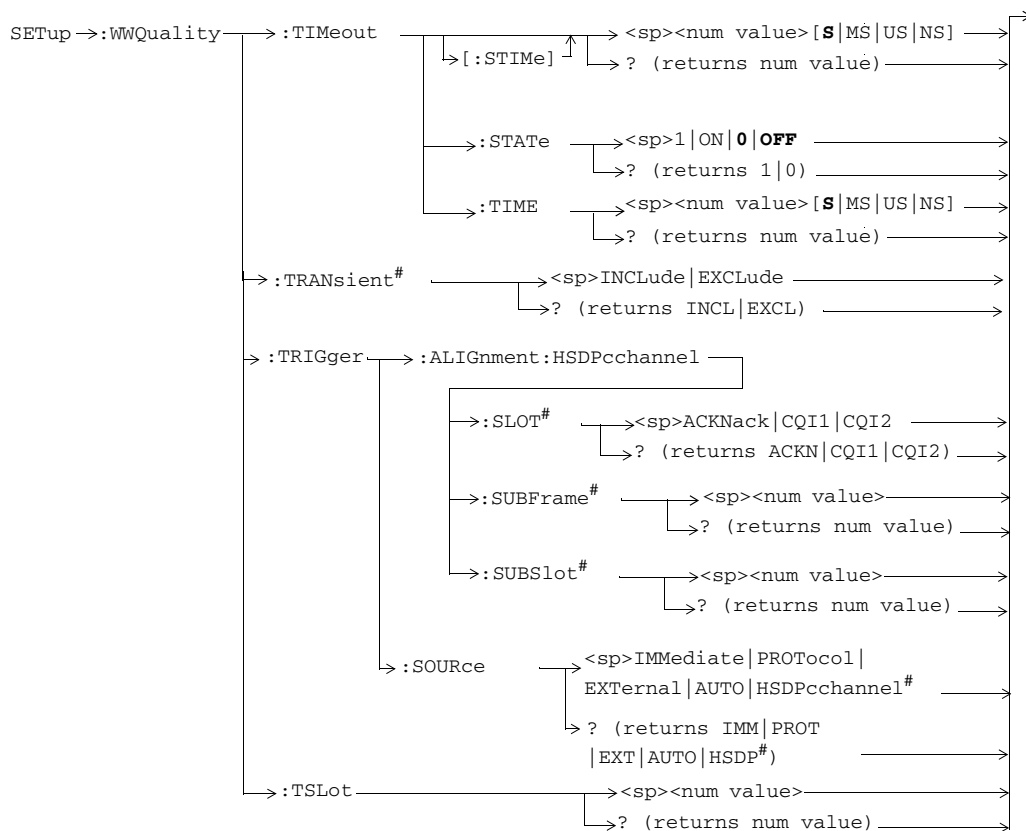 SETup :WWQuality :TIMeout <sp><num value>[S|MS|US|NS]
[:STIMe] ? (returns num value)
:STATe <sp>1|ON|0|OFF
? (returns 1|0)
:TIME <sp><num value>[S|MS|US|NS]
? (returns num value)
:TRANsient# <sp>INCLude|EXCLude
? (returns INCL|EXCL)
:TRIGger :ALIGnment:HSDPcchannel
:SLOT# <sp>ACKNack|CQI1|CQI2
? (returns ACKN|CQI1|CQI2)
:SUBFrame# <sp><num value>
? (returns num value)
:SUBSlot# <sp><num value>
? (returns num value)
:SOURce <sp>IMMediate|PROTocol|
EXTernal|AUTO|HSDPcchannel#
? (returns IMM|PROT
|EXT|AUTO|HSDP#)
:TSLot <sp><num value>
? (returns num value)